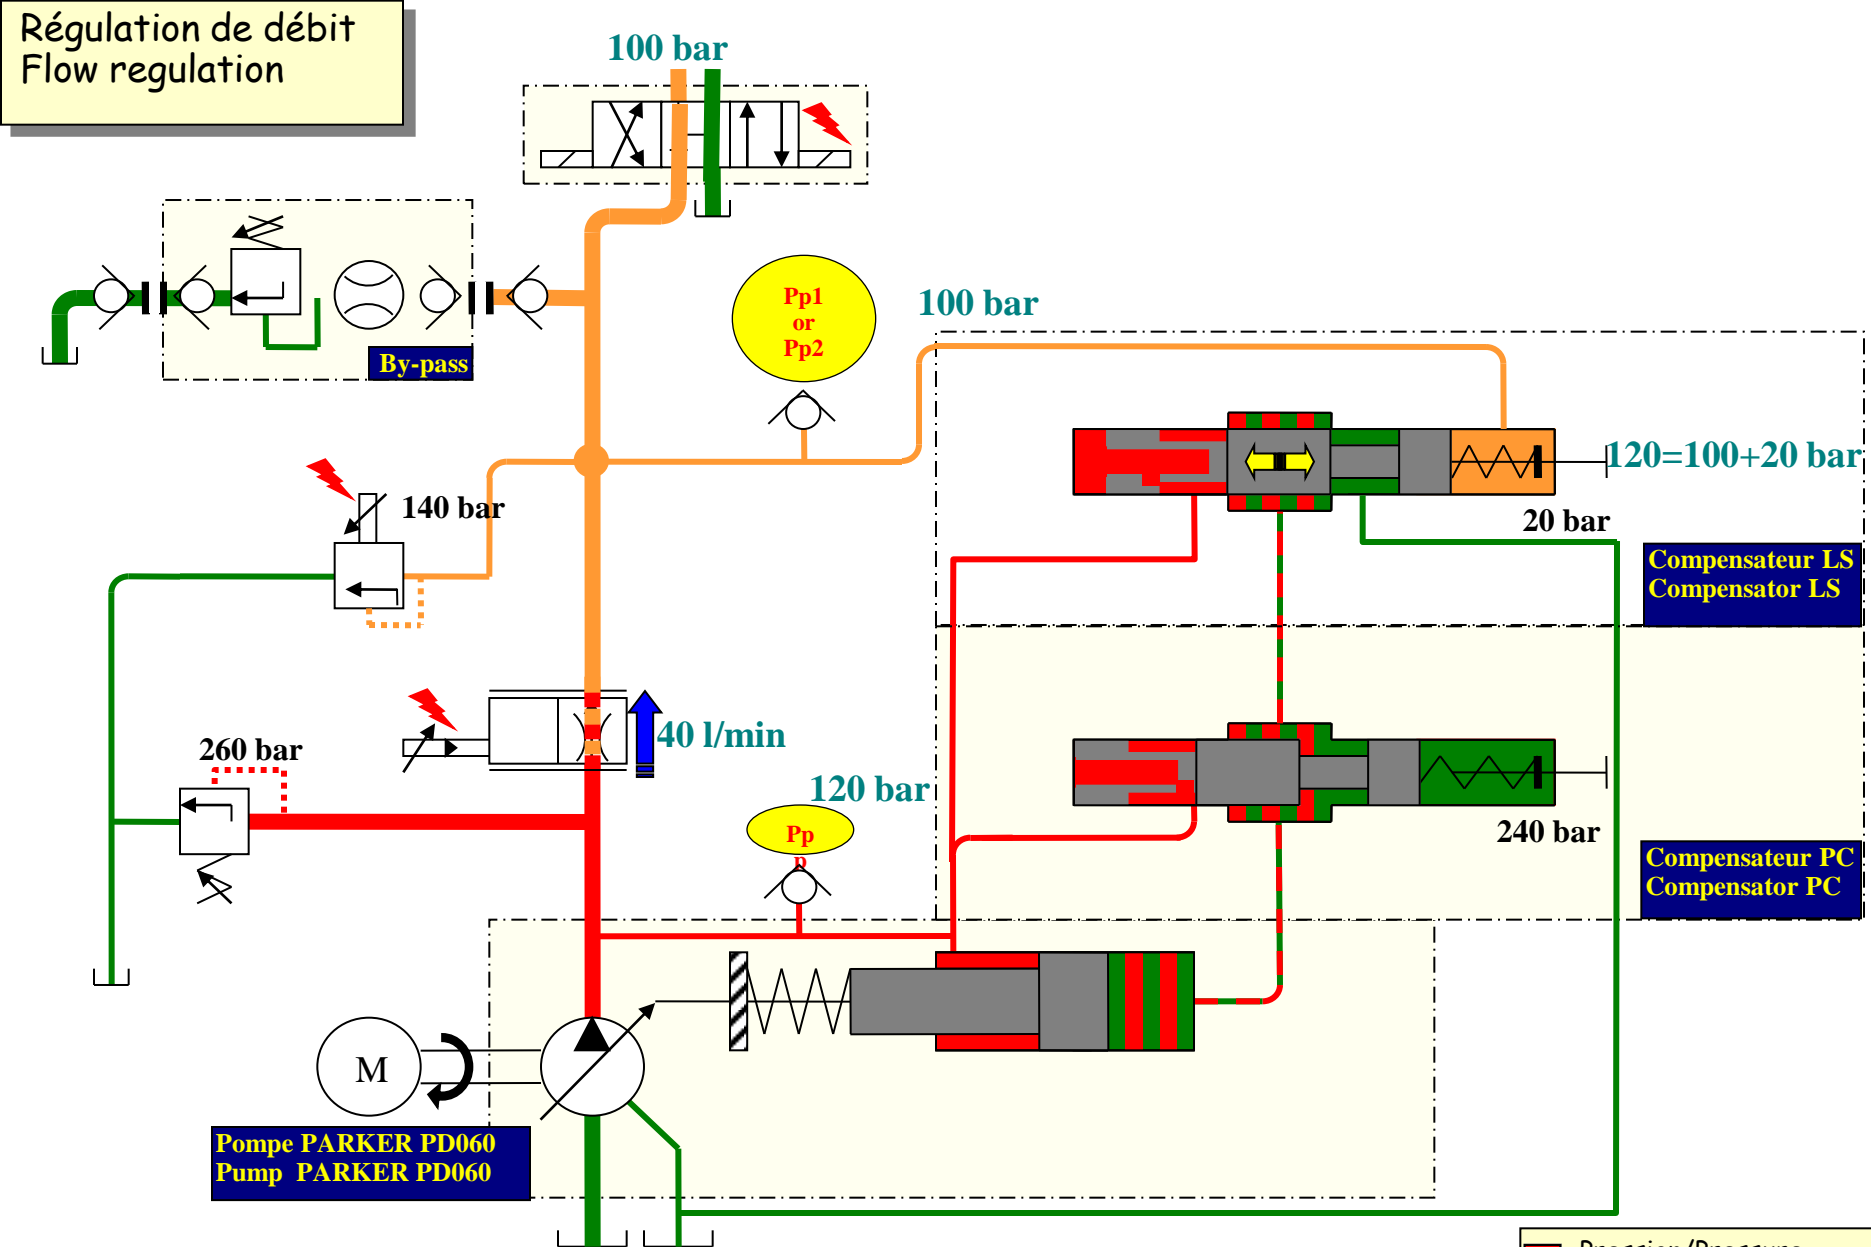 Régulation de débit
Flow regulation
100 bar
By-pass
Pp1
or
Pp2
100 bar
120=100+20 bar
20 bar
Compensateur LS
Compensator LS
140 bar
260 bar
40 l/min
120 bar
Pp
p
240 bar
Compensateur PC
Compensator PC
M
Pompe PARKER PD060
Pump PARKER PD060